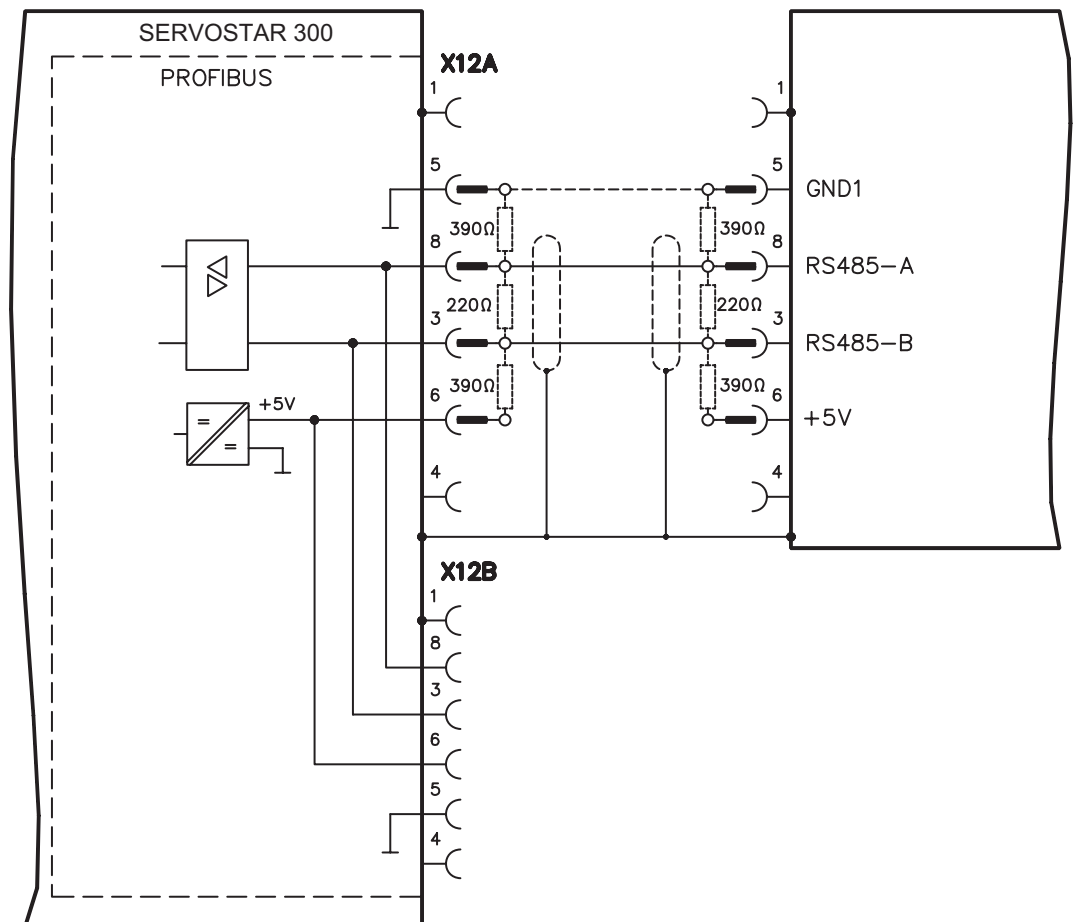 SERVOSTAR 300
PROFIBUS
X12A
1
1
5
5
GND1
390Ω
390Ω
8
8
RS485-A
220Ω
220Ω
3
3
RS485-B
390Ω
390Ω
6
6
+5V
+5V
=
=
4
4
X12B
1
8
3
6
5
4